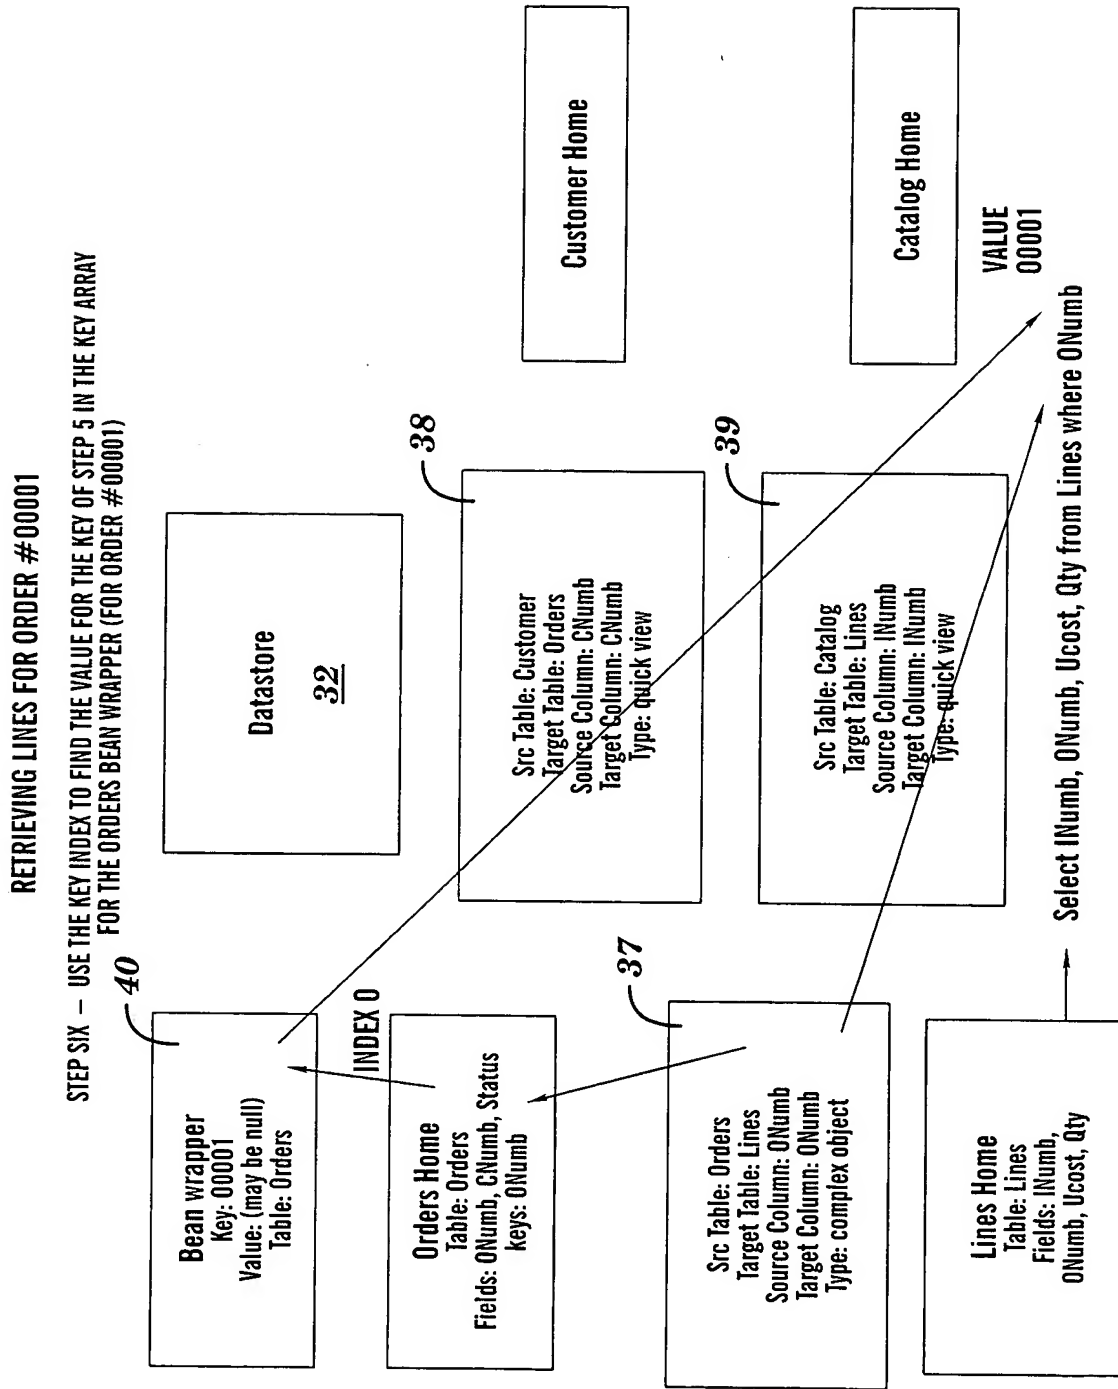 RETRIEVING LINES FOR ORDER #00001
STEP SIX – USE THE KEY INDEX TO FIND THE VALUE FOR THE KEY OF STEP 5 IN THE KEY ARRAY
FOR THE ORDERS BEAN WRAPPER (FOR ORDER #00001)
40
Bean wrapper
Key: 00001
Value: (may be null)
Table: Orders
Datastore
32
INDEX 0
Orders Home
Table: Orders
Fields: ONumb, CNumb, Status
keys: ONumb
38
Src Table: Customer
Target Table: Orders
Source Column: CNumb
Target Column: CNumb
Type: quick view
Customer Home
37
Src Table: Orders
Target Table: Lines
Source Column: ONumb
Target Column: ONumb
Type: complex object
39
Src Table: Catalog
Target Table: Lines
Source Column: INumb
Target Column: INumb
Type: quick view
Catalog Home
VALUE
00001
Lines Home
Table: Lines
Fields: INumb,
ONumb, Ucost, Qty
Select INumb, ONumb, Ucost, Qty from Lines where ONumb